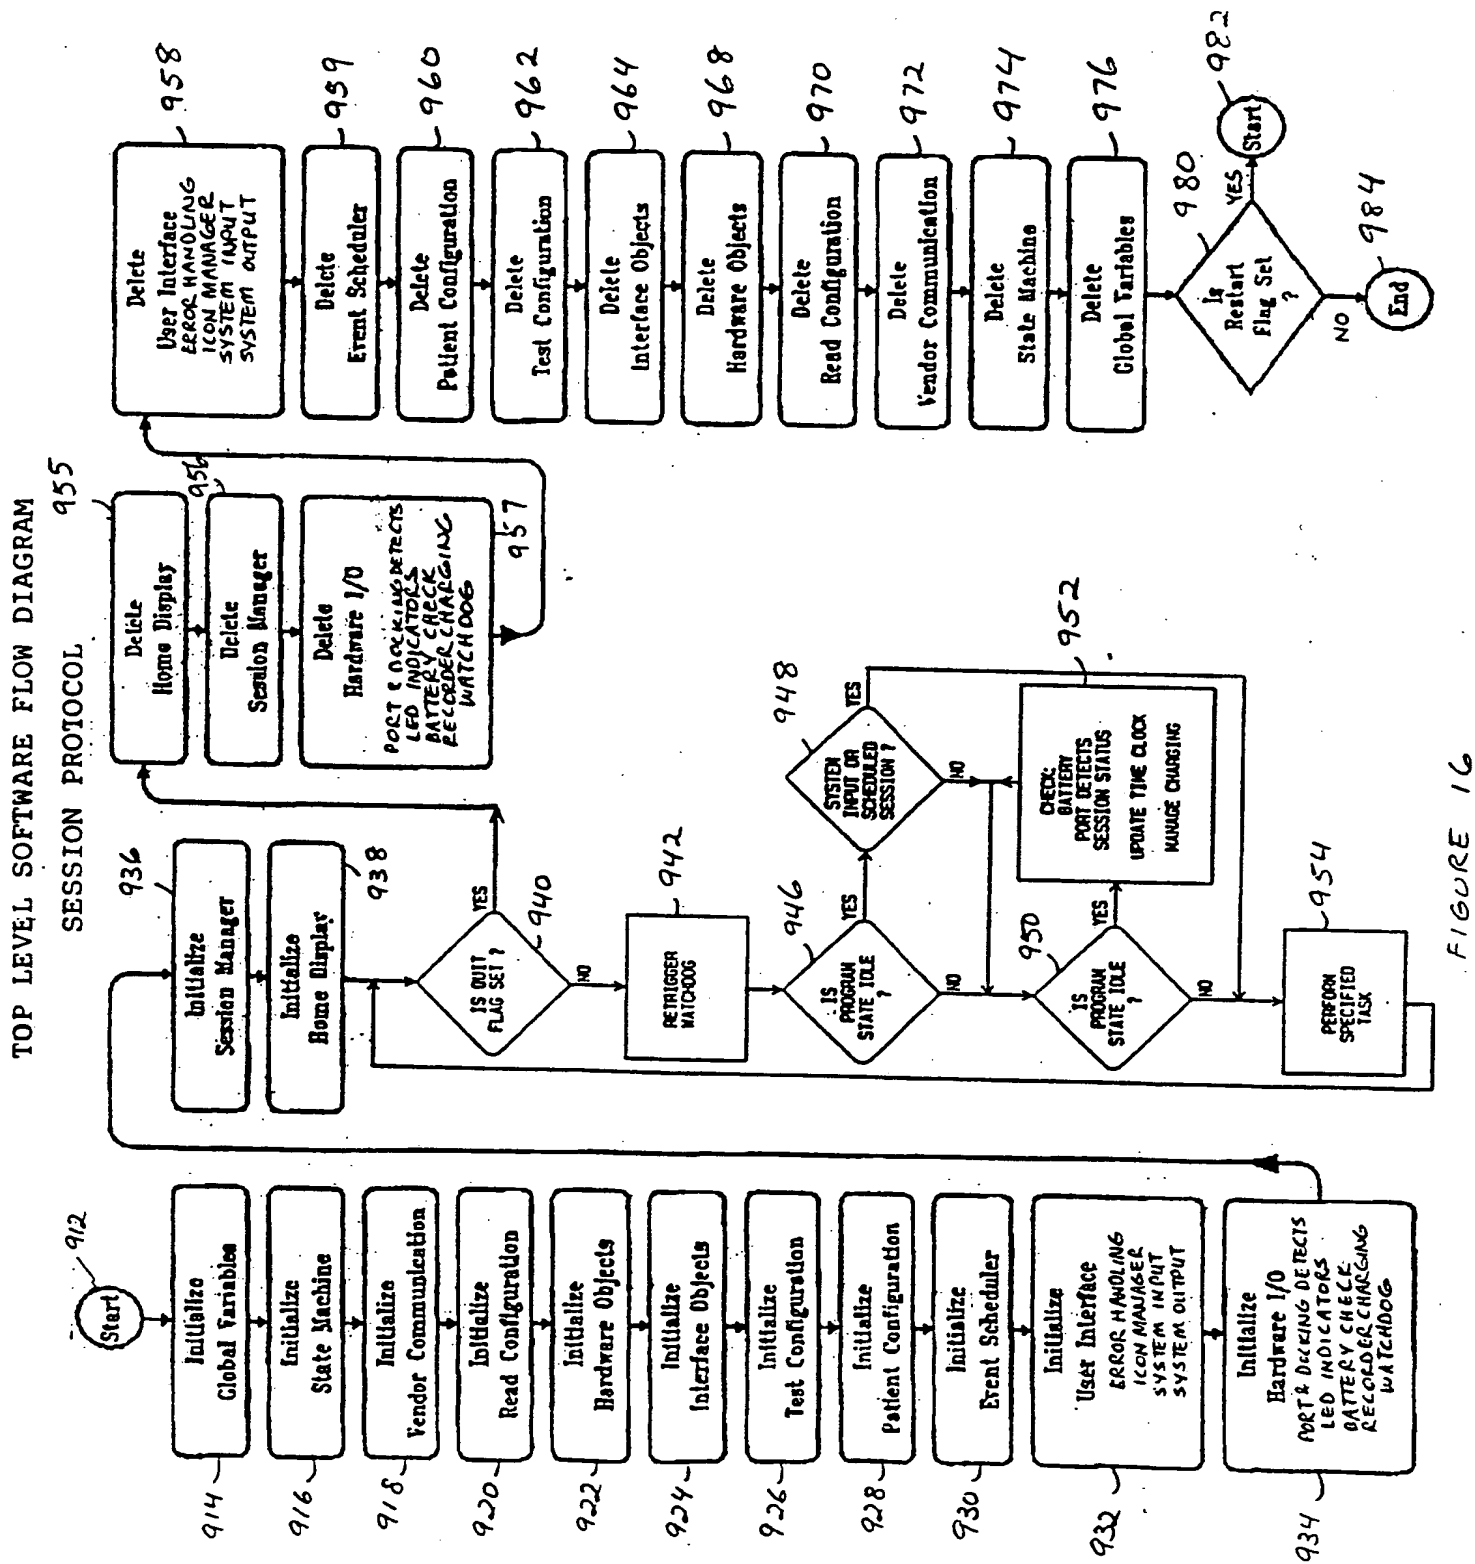 TOP LEVEL SOFTWARE FLOW DIAGRAM
SESSION PROTOCOL
912
Start
914
Initialize
Global Variables
916
Initialize
State Machine
918
Initialize
Vendor Communication
920
Initialize
Read Configuration
922
Initialize
Hardware Objects
924
Initialize
Interface Objects
926
Initialize
Test Configuration
928
Initialize
Patient Configuration
930
Initialize
Event Scheduler
932
Initialize
User Interface
ERROR HANDLING
ICON MANAGER
SYSTEM INPUT
SYSTEM OUTPUT
934
Initialize
Hardware I/O
PORT & DOCKING DETECTS
LED INDICATORS
BATTERY CHECK
RECORDER CHARGING
WATCHDOG
936
Initialize
Session Manager
938
Initialize
Home Display
940
IS QUIT
FLAG SET ?
YES
NO
942
RETRIGGER
WATCHDOG
946
IS
PROGRAM
STATE IDLE
?
YES
NO
948
SYSTEM
INPUT OR
SCHEDULED
SESSION ?
YES
NO
950
IS
PROGRAM
STATE IDLE
?
YES
NO
952
CHECK:
BATTERY
PORT DETECTS
SESSION STATUS
UPDATE TIME CLOCK
MANAGE CHARGING
954
PERFORM
SPECIFIED
TASK
955
Delete
Home Display
956
Delete
Session Manager
957
Delete
Hardware I/O
PORT & DOCKING DETECTS
LED INDICATORS
BATTERY CHECK
RECORDER CHARGING
WATCHDOG
958
Delete
User Interface
ERROR HANDLING
ICON MANAGER
SYSTEM INPUT
SYSTEM OUTPUT
959
Delete
Event Scheduler
960
Delete
Patient Configuration
962
Delete
Test Configuration
964
Delete
Interface Objects
968
Delete
Hardware Objects
970
Delete
Read Configuration
972
Delete
Vendor Communication
974
Delete
State Machine
976
Delete
Global Variables
980
Is
Restart
Flag Set
?
YES
NO
982
Start
984
End
FIGURE 16